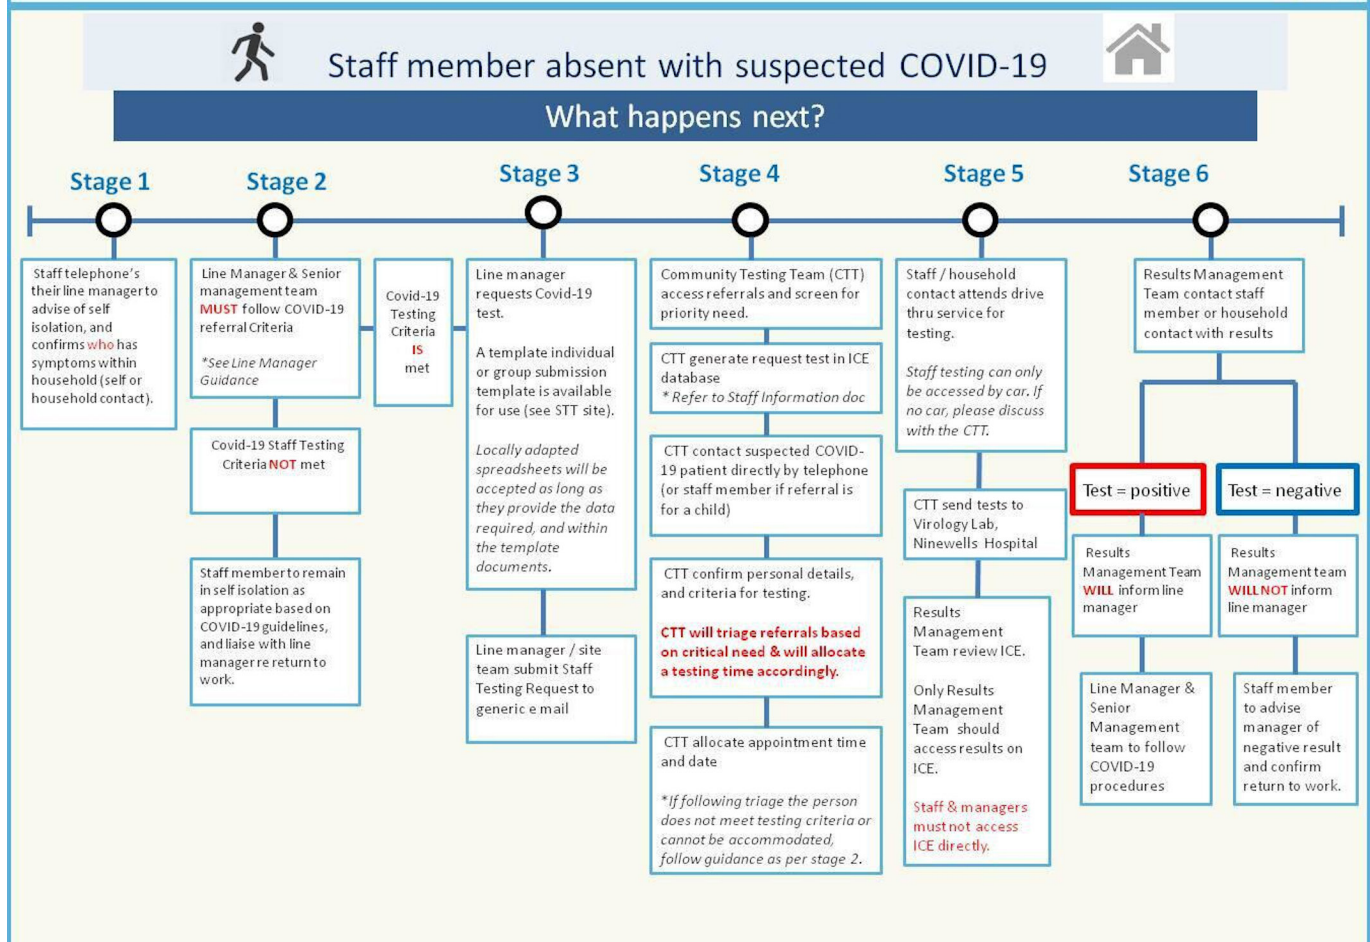 Staff member absent with suspected COVID-19
What happens next?
Stage 1
Stage 2
Stage 3
Stage 4
Stage 5
Stage 6
Staff telephone's
their line manager to
advise of self
isolation, and
confirms who has
symptoms within
household (self or
household contact).
Line Manager & Senior
management team
MUST follow COVID-19
referral Criteria
*See Line Manager
Guidance
Covid-19 Staff Testing
Criteria NOT met
Staff member to remain
in self isolation as
appropriate based on
COVID-19 guidelines,
and liaise with line
manager re return to
work.
Covid-19
Testing
Criteria
IS
met
Line manager
requests Covid-19
test.
A template individual
or group submission
template is available
for use (see STT site).
Locally adapted
spreadsheets will be
accepted as long as
they provide the data
required, and within
the template
documents.
Line manager / site
team submit Staff
Testing Request to
generic e mail
Community Testing Team (CTT)
access referrals and screen for
priority need.
CTT generate request test in ICE
database
* Refer to Staff Information doc
CTT contact suspected COVID-
19 patient directly by telephone
(or staff member if referral is
for a child)
CTT confirm personal details,
and criteria for testing.
CTT will triage referrals based
on critical need & will allocate
a testing time accordingly.
CTT allocate appointment time
and date
*If following triage the person
does not meet testing criteria or
cannot be accommodated,
follow guidance as per stage 2.
Staff / household
contact attends drive
thru service for
testing.
Staff testing can only
be accessed by car. If
no car, please discuss
with the CTT.
CTT send tests to
Virology Lab,
Ninewells Hospital
Results
Management
Team review ICE.
Only Results
Management
Team should
access results on
ICE.
Staff & managers
must not access
ICE directly.
Results Management
Team contact staff
member or household
contact with results
Test = positive
Results
Management Team
WILL inform line
manager
Line Manager &
Senior
Management
team to follow
COVID-19
procedures
Test = negative
Results
Management team
WILL NOT inform
line manager
Staff member
to advise
manager of
negative result
and confirm
return to work.